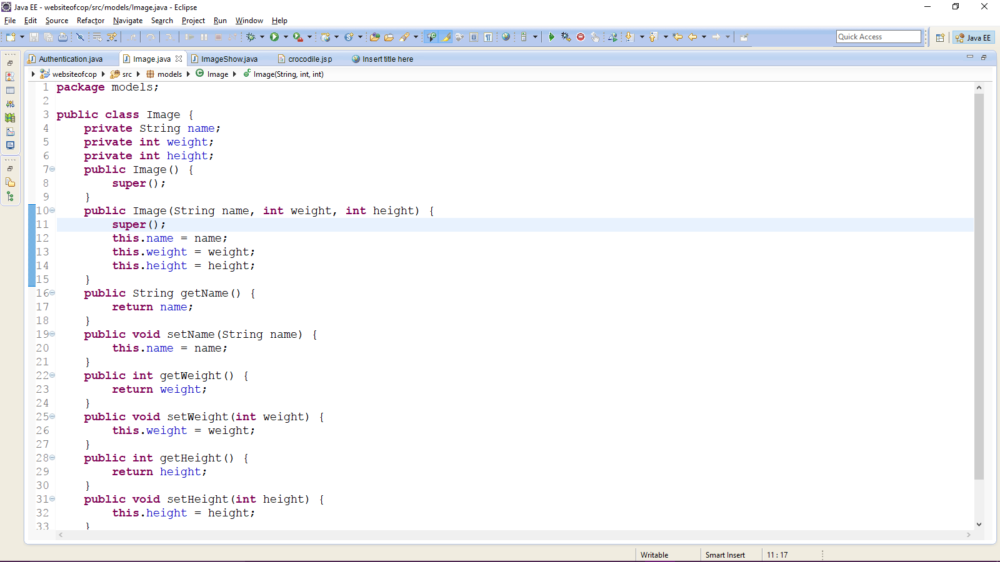 Java EE - websiteofcop/src/models/Image.java - Eclipse
File Edit Source Refactor Navigate Search Project Run Window Help
Quick Access
Java EE
Authentication.java Image.java ImageShow.java crocodile.jsp Insert title here
websiteofcop src models Image Image(String, int, int)
1 package models;
2
3 public class Image {
4 private String name;
5 private int weight;
6 private int height;
7 public Image() {
8 super();
9 }
10 public Image(String name, int weight, int height) {
11 super();
12 this.name = name;
13 this.weight = weight;
14 this.height = height;
15 }
16 public String getName() {
17 return name;
18 }
19 public void setName(String name) {
20 this.name = name;
21 }
22 public int getWeight() {
23 return weight;
24 }
25 public void setWeight(int weight) {
26 this.weight = weight;
27 }
28 public int getHeight() {
29 return height;
30 }
31 public void setHeight(int height) {
32 this.height = height;
33 }
Writable Smart Insert 11 : 17